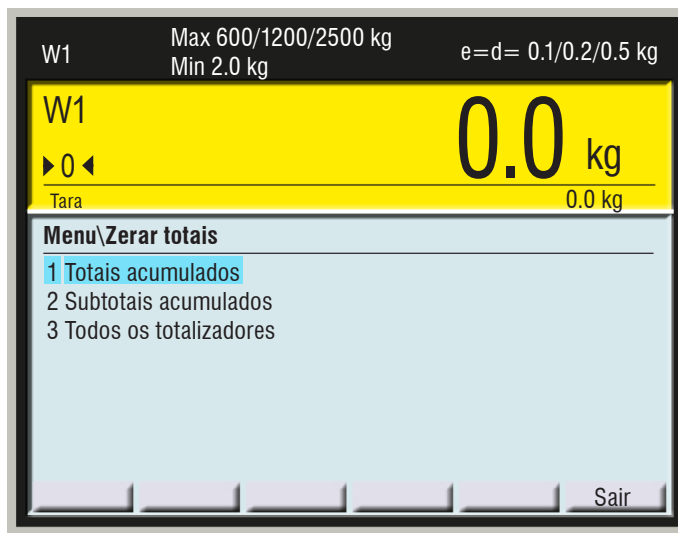 W1 Max 600/1200/2500 kg e=d= 0.1/0.2/0.5 kg
Min 2.0 kg
W1 0.0 kg
0
Tara 0.0 kg
Menu\Zerar totais
1 Totais acumulados
2 Subtotais acumulados
3 Todos os totalizadores
Sair